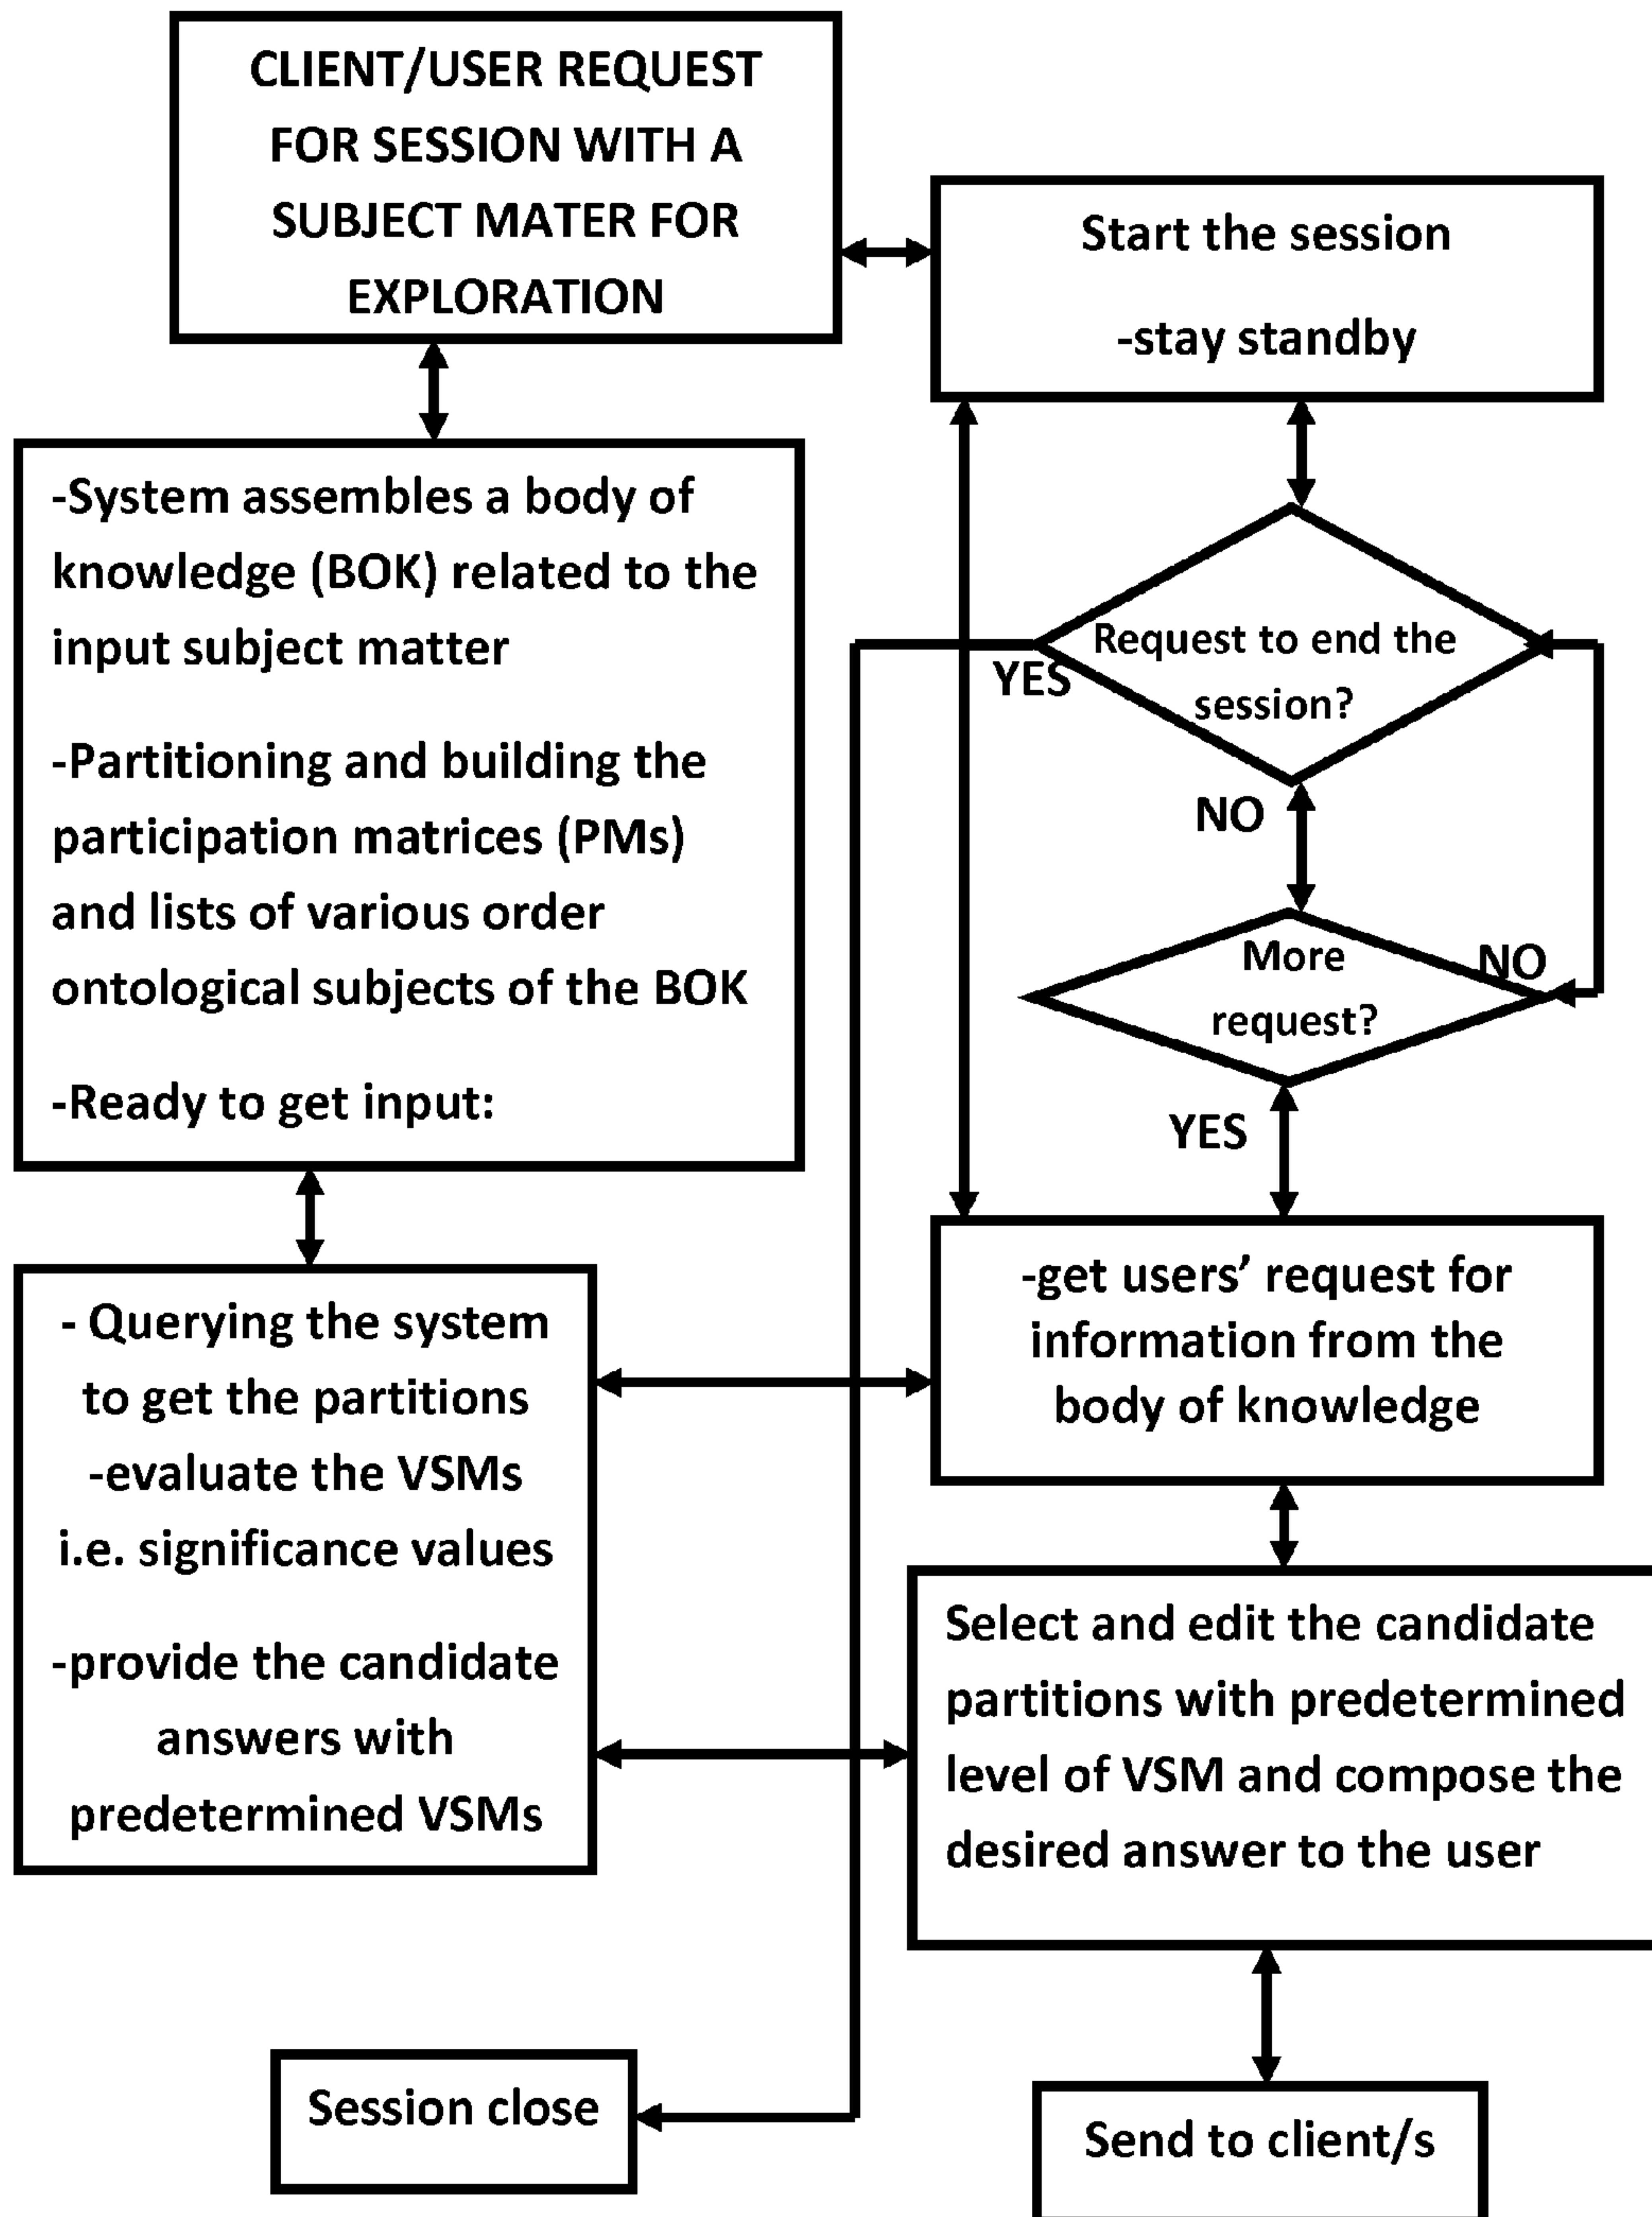 CLIENT/USER REQUEST
FOR SESSION WITH A
SUBJECT MATER FOR
EXPLORATION
Start the session
-stay standby
-System assembles a body of
knowledge (BOK) related to the
input subject matter
-Partitioning and building the
participation matrices (PMs)
and lists of various order
ontological subjects of the BOK
-Ready to get input:
Request to end the
session?
YES
NO
More
request?
NO
YES
-get users’ request for
information from the
body of knowledge
- Querying the system
to get the partitions
-evaluate the VSMs
i.e. significance values
-provide the candidate
answers with
predetermined VSMs
Select and edit the candidate
partitions with predetermined
level of VSM and compose the
desired answer to the user
Session close
Send to client/s